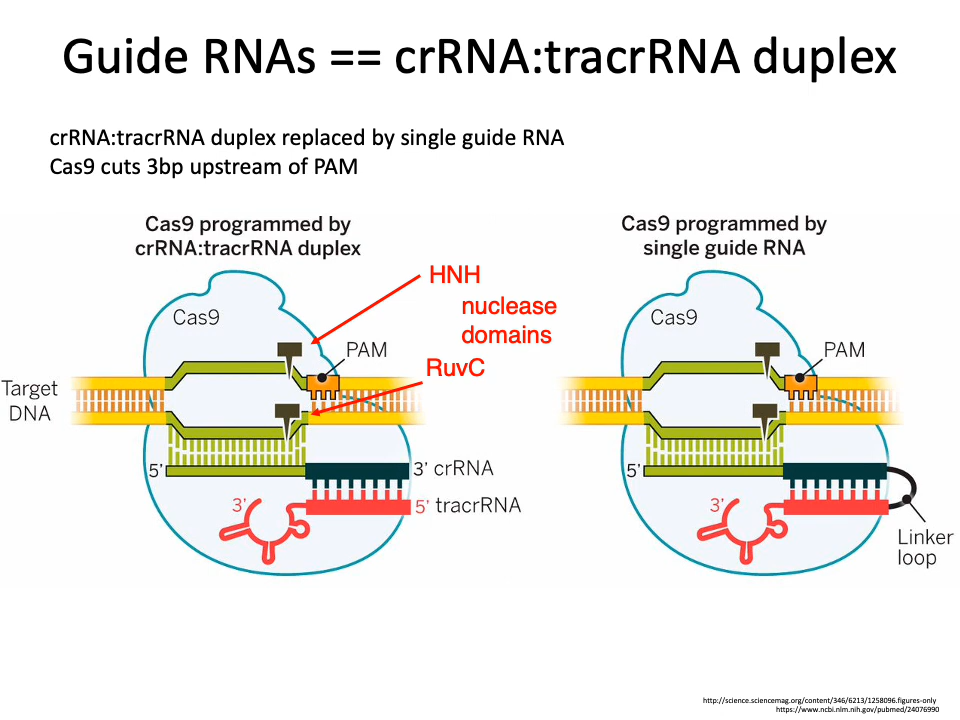 Guide RNAs == crRNA:tracrRNA duplex
crRNA:tracrRNA duplex replaced by single guide RNA
Cas9 cuts 3bp upstream of PAM
Cas9 programmed by
crRNA:tracrRNA duplex
HNH
nuclease
domains
RuvC
Cas9
PAM
Target
DNA
5’
3’ crRNA
3’
5’ tracrRNA
Cas9 programmed by
single guide RNA
Cas9
PAM
5’
3’
Linker
loop
http://science.sciencemag.org/content/346/6213/1258096.figures-only
https://www.ncbi.nlm.nih.gov/pubmed/24076990